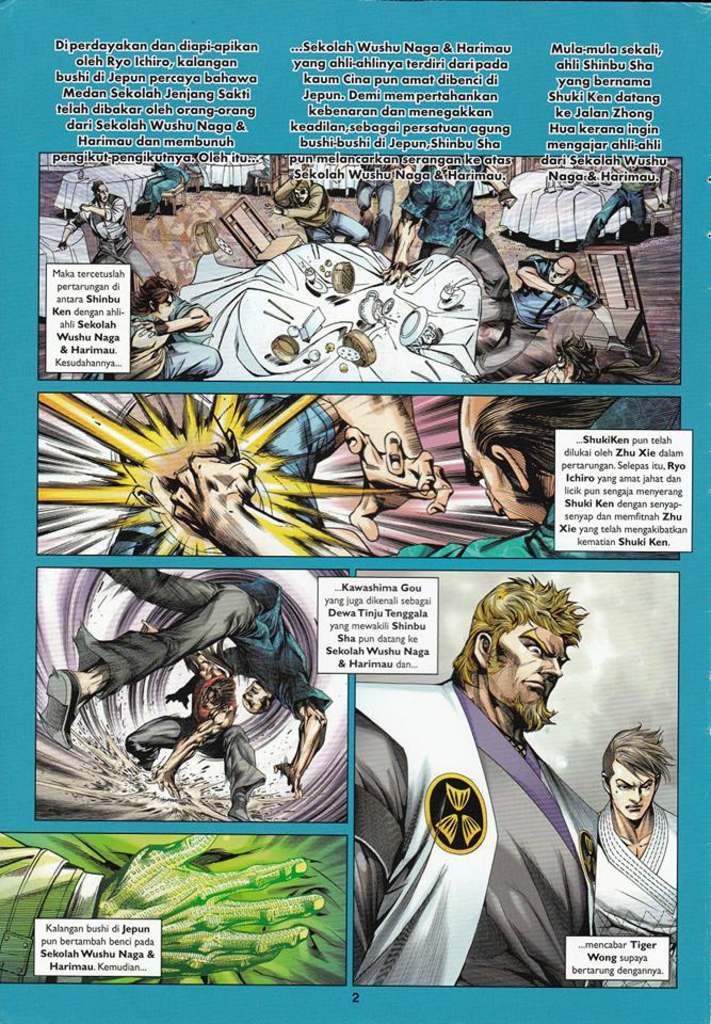 Diperdayakan dan diapi-apikan
oleh Ryo Ichiro, kalangan
bushi di Jepun percaya bahawa
Medan Sekolah Jenjang Sakti
telah dibakar oleh orang-orang
dari Sekolah Wushu Naga &
Harimau dan membunuh
pengikut-pengikutnya. Oleh itu...
...Sekolah Wushu Naga & Harimau
yang ahli-ahlinya terdiri daripada
kaum Cina pun amat dibenci di
Jepun. Demi mempertahankan
kebenaran dan menegakkan
keadilan,sebagai persatuan agung
bushi-bushi di Jepun,Shinbu Sha
pun melancarkan serangan ke atas
Sekolah Wushu Naga & Harimau.
Mula-mula sekali,
ahli Shinbu Sha
yang bernama
Shuki Ken datang
ke Jalan Zhong
Hua kerana ingin
mengajar ahli-ahli
dari Sekolah Wushu
Naga & Harimau.
Maka tercetuslah
pertarungan di
antara Shinbu
Ken dengan ahli-
ahli Sekolah
Wushu Naga
& Harimau.
Kesudahannya...
...ShukiKen pun telah
dilukai oleh Zhu Xie dalam
pertarungan. Selepas itu, Ryo
Ichiro yang amat jahat dan
licik pun sengaja menyerang
Shuki Ken dengan senyap-
senyap dan memfitnah Zhu
Xie yang telah mengakibatkan
kematian Shuki Ken.
...Kawashima Gou
yang juga dikenali sebagai
Dewa Tinju Tenggala
yang mewakili Shinbu
Sha pun datang ke
Sekolah Wushu Naga
& Harimau dan...
Kalangan bushi di Jepun
pun bertambah benci pada
Sekolah Wushu Naga &
Harimau. Kemudian...
...mencabar Tiger
Wong supaya
bertarung dengannya.
2